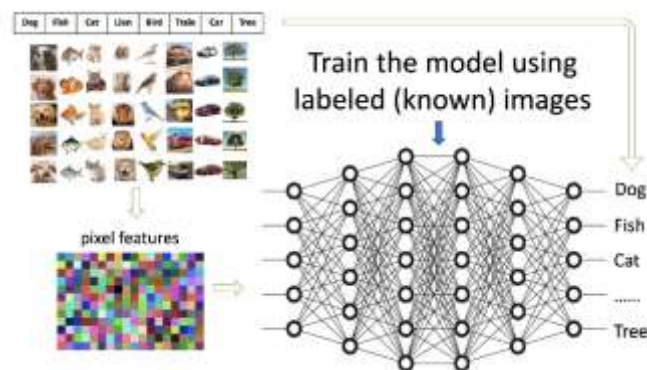 Dog Fish Cat Lion Bird Train Car Tree
Train the model using
labeled (known) images
pixel features
Dog
Fish
Cat
......
Tree